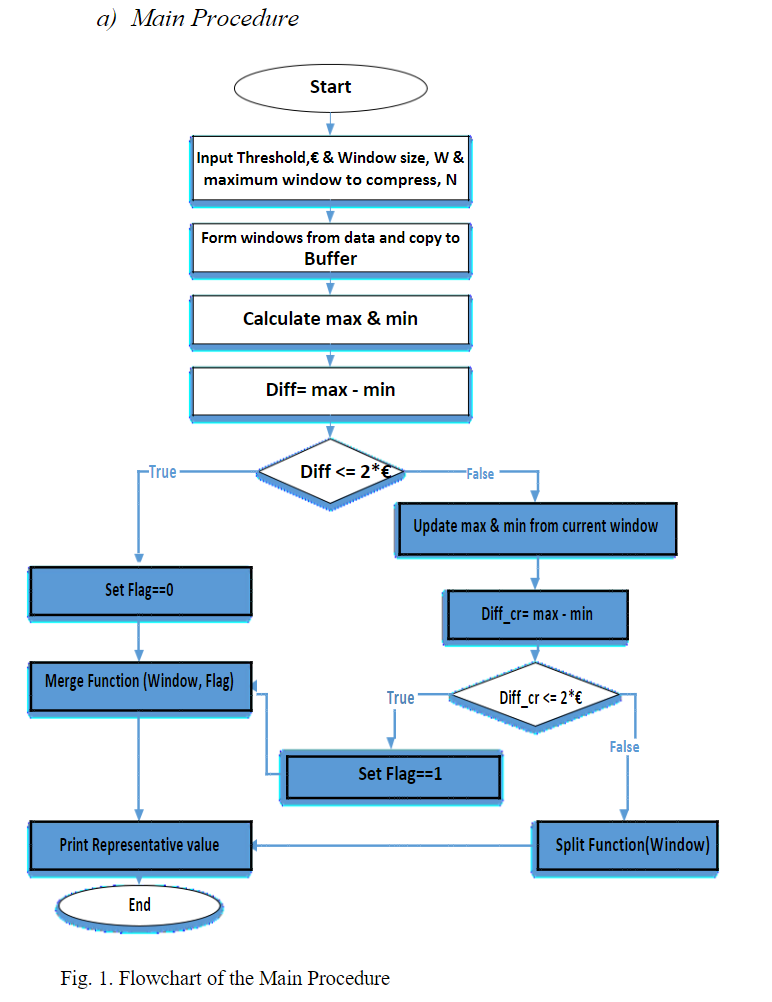 a) Main Procedure
Start
Input Threshold,€ & Window size, W &
maximum window to compress, N
Form windows from data and copy to
Buffer
Calculate max & min
Diff= max - min
Diff <= 2*€
True
False
Update max & min from current window
Set Flag==0
Diff_cr= max - min
Merge Function (Window, Flag)
Diff_cr <= 2*€
True
False
Set Flag==1
Print Representative value
Split Function(Window)
End
Fig. 1. Flowchart of the Main Procedure